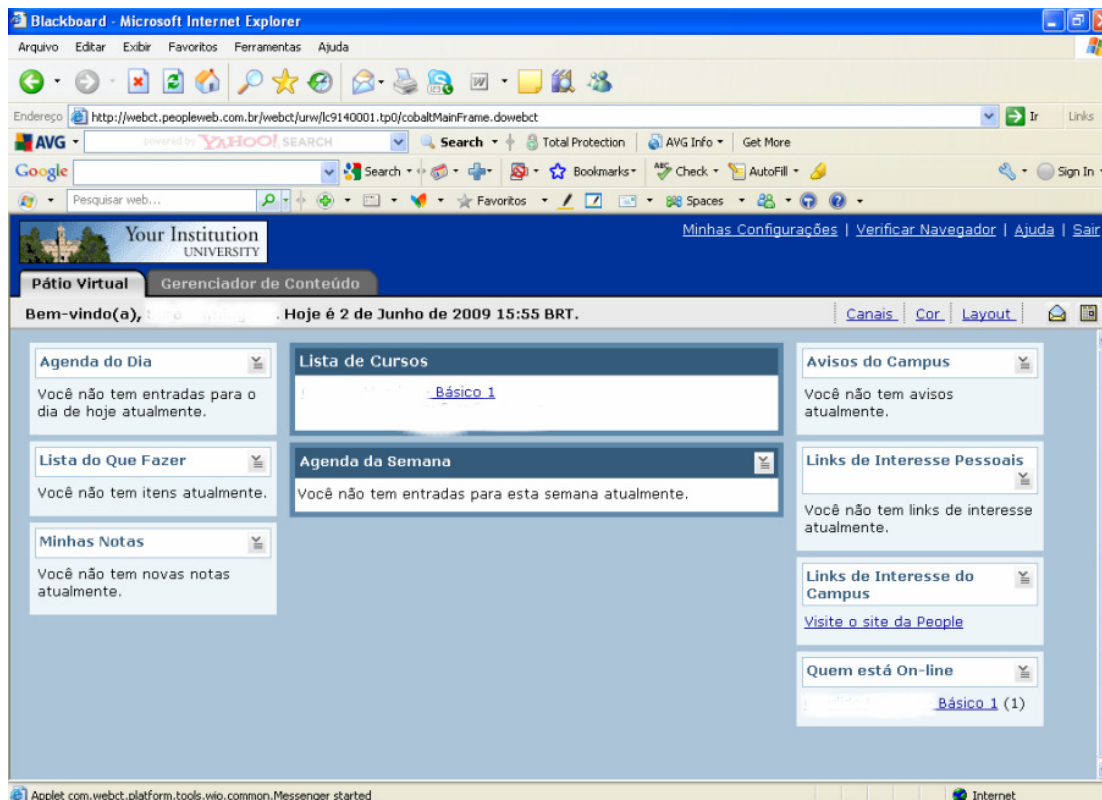 Blackboard - Microsoft Internet Explorer
Arquivo Editar Exibir Favoritos Ferramentas Ajuda
Endereço http://webct.peopleweb.com.br/webct/urw/lc9140001.tp0/cobaltMainFrame.dowebct Ir Links
AVG powered by YAHOO! SEARCH Search Total Protection AVG Info Get More
Google Search Bookmarks Check AutoFill Sign In
Pesquisar web... Favorites Spaces
Your Institution
UNIVERSITY
Minhas Configurações | Verificar Navegador | Ajuda | Sair
Pátio Virtual Gerenciador de Conteúdo
Bem-vindo(a), . Hoje é 2 de Junho de 2009 15:55 BRT. Canais Cor Layout
Agenda do Dia
Você não tem entradas para o
dia de hoje atualmente.
Lista do Que Fazer
Você não tem itens atualmente.
Minhas Notas
Você não tem novas notas
atualmente.
Lista de Cursos
Básico 1
Agenda da Semana
Você não tem entradas para esta semana atualmente.
Avisos do Campus
Você não tem avisos
atualmente.
Links de Interesse Pessoais
Você não tem links de interesse
atualmente.
Links de Interesse do
Campus
Visite o site da People
Quem está On-line
Básico 1 (1)
Applet com.webct.platform.tools.wio.common.Messenger started Internet